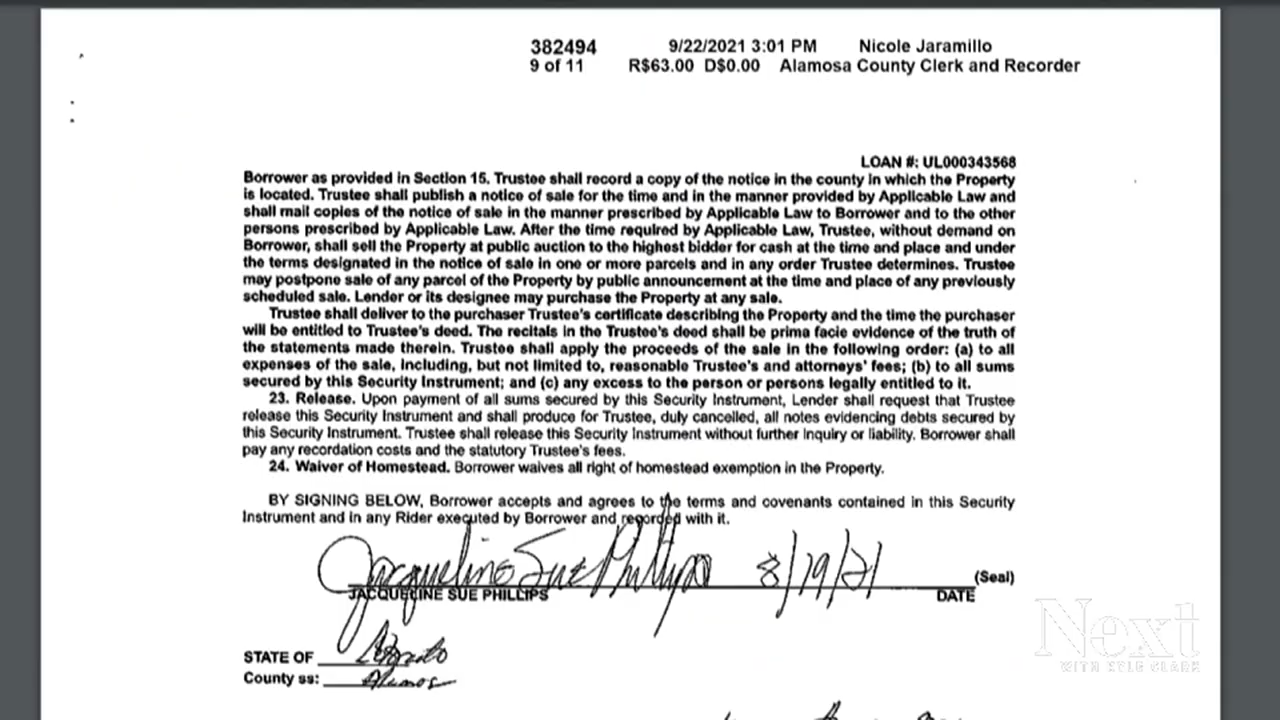 382494 9/22/2021 3:01 PM Nicole Jaramillo
9 of 11 R$63.00 D$0.00 Alamosa County Clerk and Recorder
LOAN #: UL000343568
Borrower as provided in Section 15. Trustee shall record a copy of the notice in the county in which the Property
is located. Trustee shall publish a notice of sale for the time and in the manner provided by Applicable Law and
shall mail copies of the notice of sale in the manner prescribed by Applicable Law to Borrower and to the other
persons prescribed by Applicable Law. After the time required by Applicable Law, Trustee, without demand on
Borrower, shall sell the Property at public auction to the highest bidder for cash at the time and place and under
the terms designated in the notice of sale in one or more parcels and in any order Trustee determines. Trustee
may postpone sale of any parcel of the Property by public announcement at the time and place of any previously
scheduled sale. Lender or its designee may purchase the Property at any sale.
Trustee shall deliver to the purchaser Trustee's certificate describing the Property and the time the purchaser
will be entitled to Trustee's deed. The recitals in the Trustee's deed shall be prima facie evidence of the truth of
the statements made therein. Trustee shall apply the proceeds of the sale in the following order: (a) to all
expenses of the sale, including, but not limited to, reasonable Trustee's and attorneys' fees; (b) to all sums
secured by this Security Instrument; and (c) any excess to the person or persons legally entitled to it.
23. Release. Upon payment of all sums secured by this Security Instrument, Lender shall request that Trustee
release this Security Instrument and shall produce for Trustee, duly cancelled, all notes evidencing debts secured by
this Security Instrument. Trustee shall release this Security Instrument without further inquiry or liability. Borrower shall
pay any recordation costs and the statutory Trustee's fees.
24. Waiver of Homestead. Borrower waives all right of homestead exemption in the Property.
BY SIGNING BELOW, Borrower accepts and agrees to the terms and covenants contained in this Security
Instrument and in any Rider executed by Borrower and recorded with it.
Jacqueline Sue Phillips 8/19/21 (Seal)
JACQUELINE SUE PHILLIPS DATE
STATE OF Colorado
County ss: Alamosa
Next
WITH KYLE CLARK